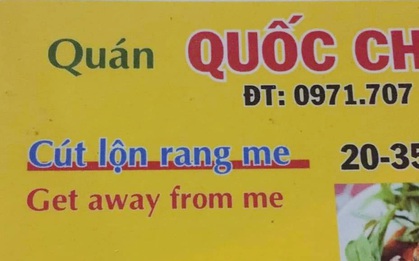 Quán QUỐC CH
ĐT: 0971.707
Cút lộn rang me 20-35
Get away from me